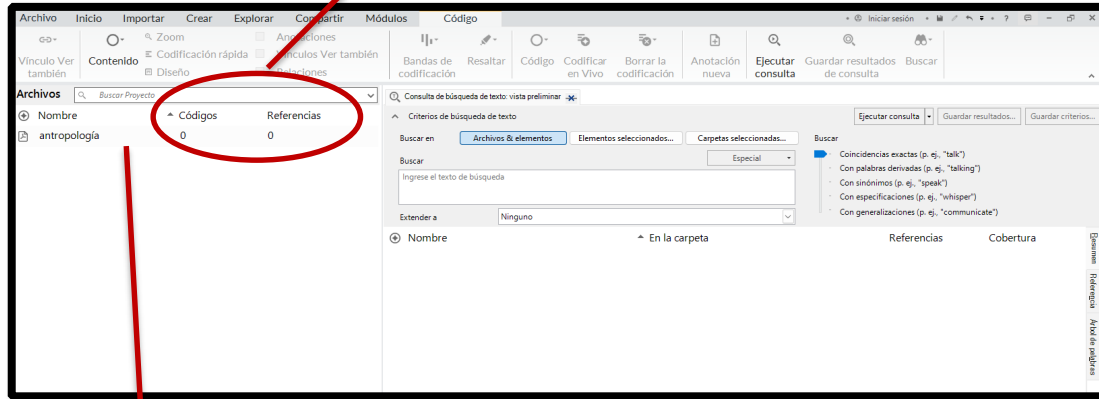 Archivo Inicio Importar Crear Explorar Compartir Módulos Código Iniciar sesión ?
Zoom Anotaciones
Codificación rápida Vínculos Ver también
Diseño Relaciones
Vínculo Ver también
Contenido
Bandas de codificación
Resaltar
Código
Codificar en Vivo
Borrar la codificación
Anotación nueva
Ejecutar consulta
Guardar resultados de consulta
Buscar
Archivos Buscar Proyecto
Nombre Códigos Referencias
antropología 0 0
Consulta de búsqueda de texto: vista preliminar
Criterios de búsqueda de texto Ejecutar consulta Guardar resultados... Guardar criterios...
Buscar en Archivos & elementos Elementos seleccionados... Carpetas seleccionadas...
Buscar Especial
Ingrese el texto de búsqueda
Extender a Ninguno
Buscar
Coincidencias exactas (p. ej., "talk")
Con palabras derivadas (p. ej., "talking")
Con sinónimos (p. ej., "speak")
Con especificaciones (p. ej., "whisper")
Con generalizaciones (p. ej., "communicate")
Nombre En la carpeta Referencias Cobertura
Resumen
Referencia
Árbol de palabras